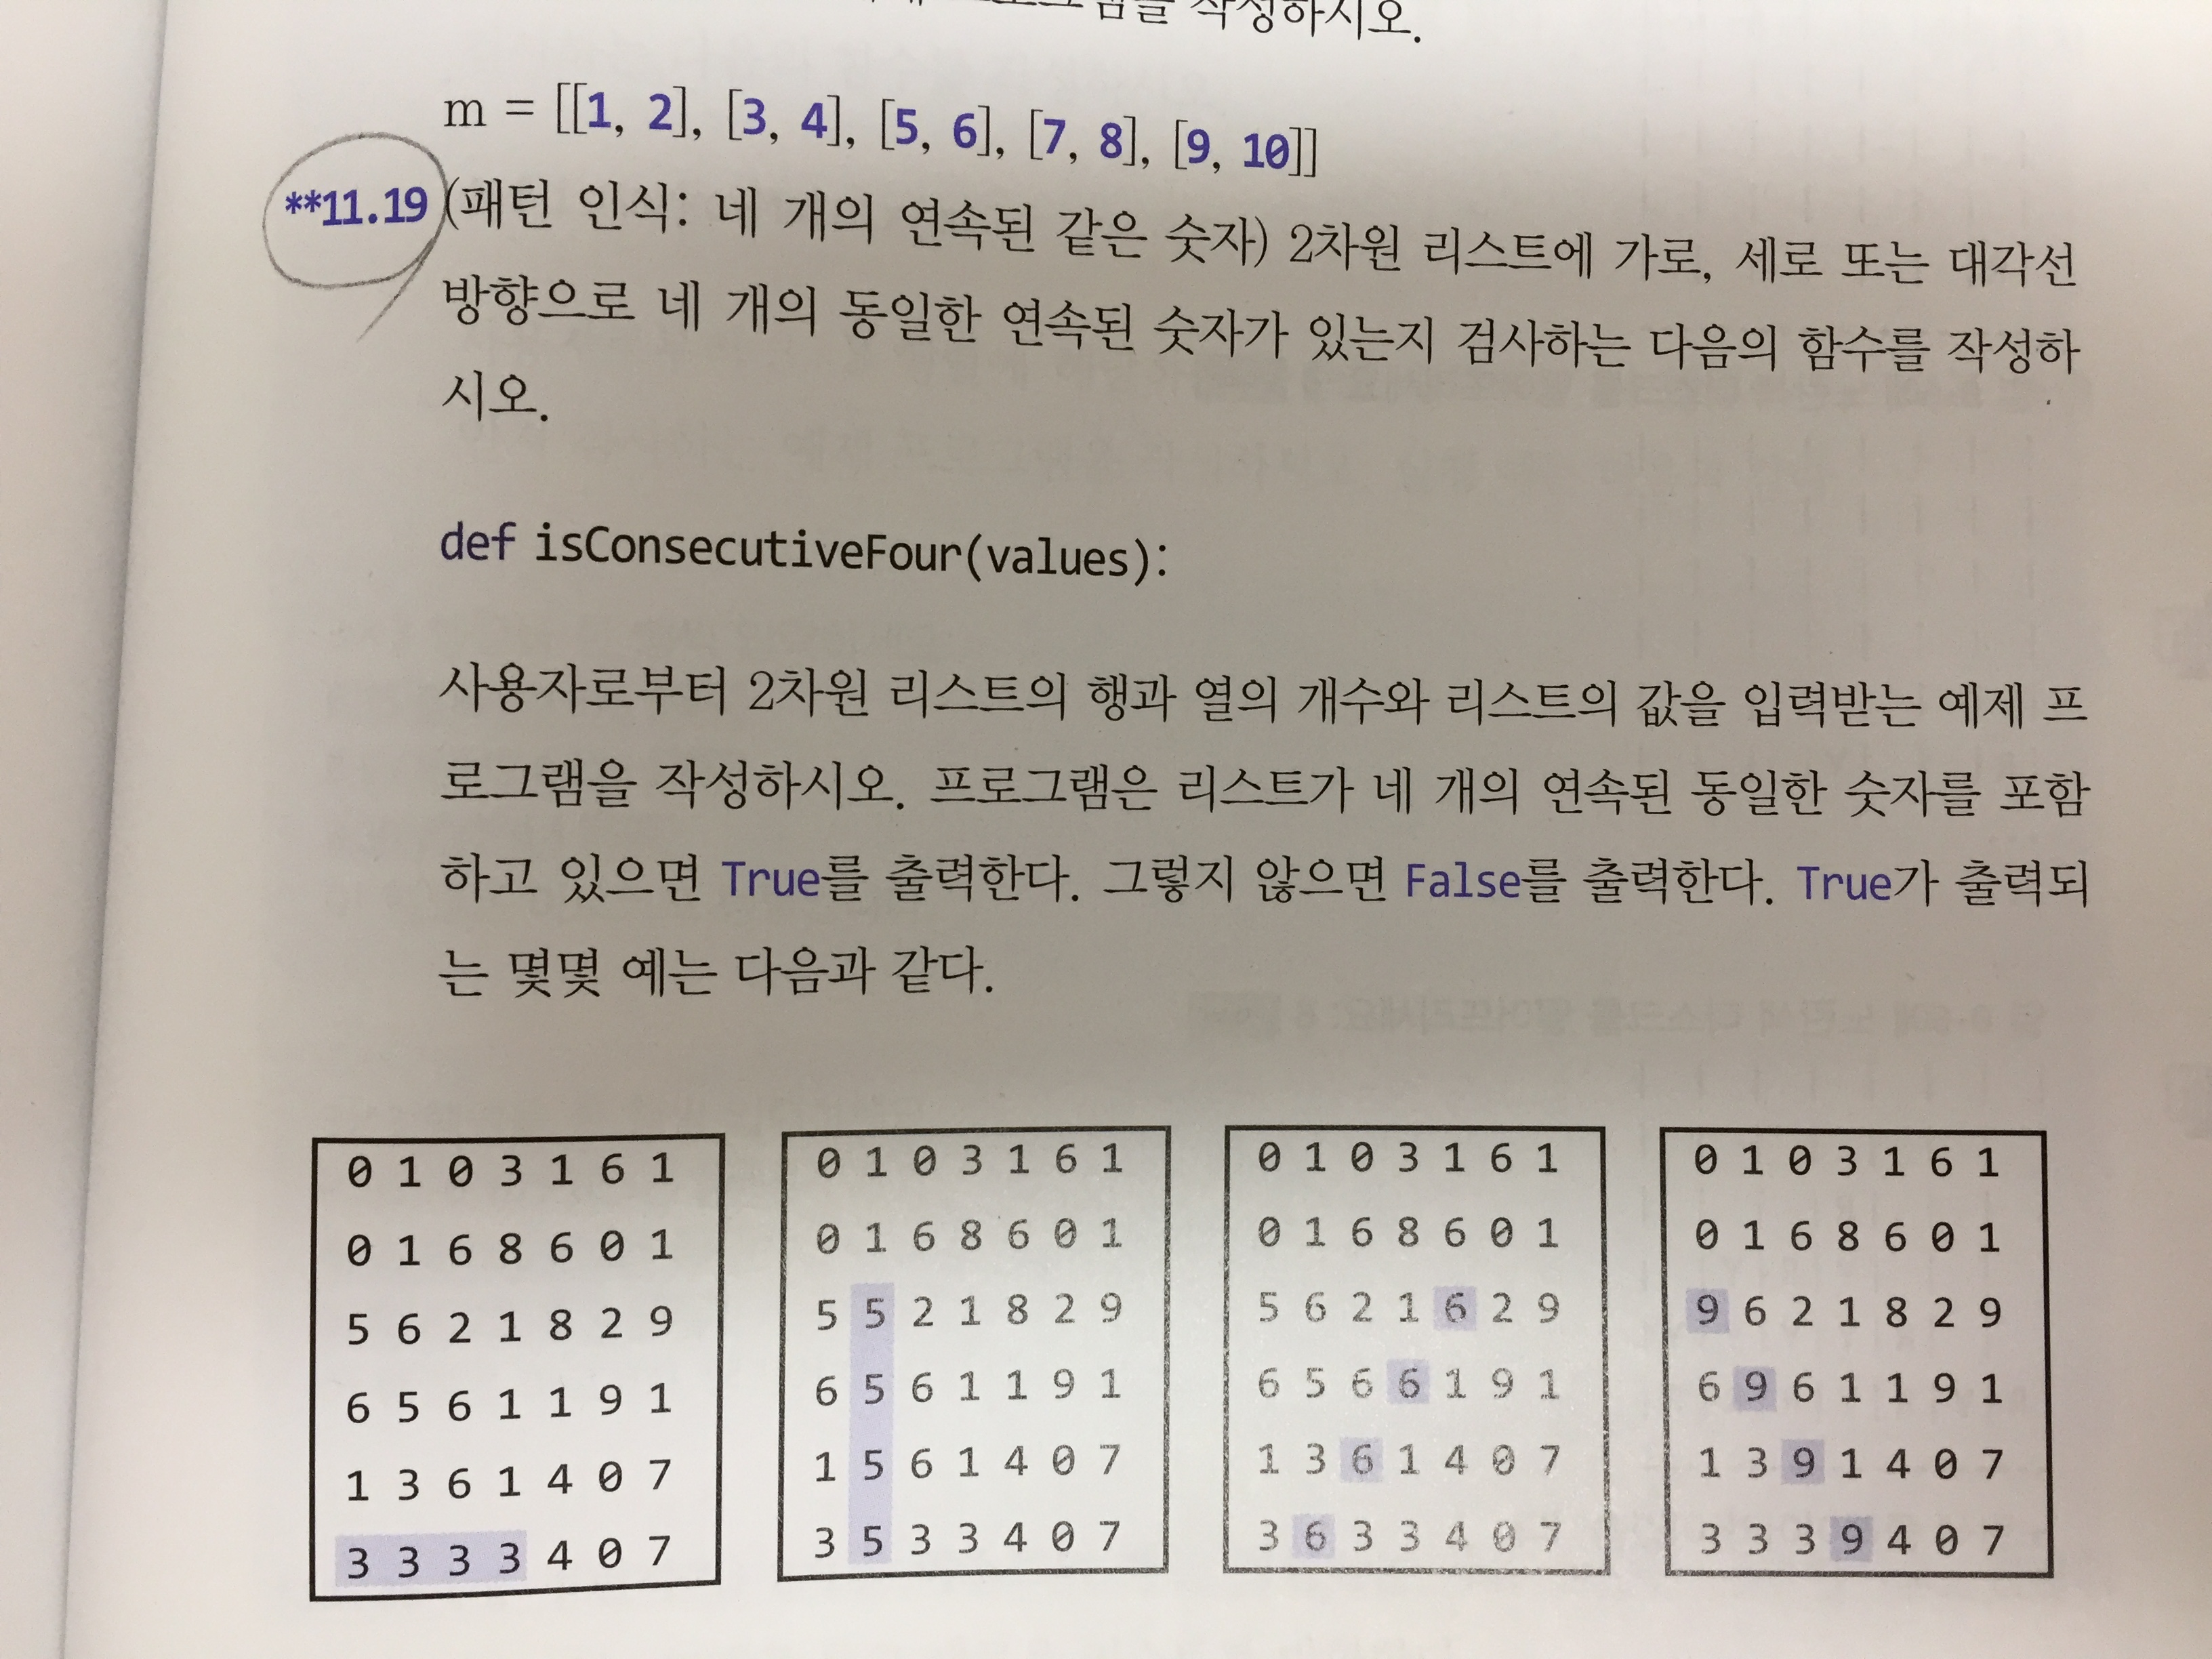 프로그램을 작성하시오.
m = [[1, 2], [3, 4], [5, 6], [7, 8], [9, 10]]
**11.19 (패턴 인식: 네 개의 연속된 같은 숫자) 2차원 리스트에 가로, 세로 또는 대각선
방향으로 네 개의 동일한 연속된 숫자가 있는지 검사하는 다음의 함수를 작성하
시오.
def isConsecutiveFour(values):
사용자로부터 2차원 리스트의 행과 열의 개수와 리스트의 값을 입력받는 예제 프
로그램을 작성하시오. 프로그램은 리스트가 네 개의 연속된 동일한 숫자를 포함
하고 있으면 True를 출력한다. 그렇지 않으면 False를 출력한다. True가 출력되
는 몇몇 예는 다음과 같다.
0 1 0 3 1 6 1
0 1 6 8 6 0 1
5 6 2 1 8 2 9
6 5 6 1 1 9 1
1 3 6 1 4 0 7
3 3 3 3 4 0 7
0 1 0 3 1 6 1
0 1 6 8 6 0 1
5 5 2 1 8 2 9
6 5 6 1 1 9 1
1 5 6 1 4 0 7
3 5 3 3 4 0 7
0 1 0 3 1 6 1
0 1 6 8 6 0 1
5 6 2 1 6 2 9
6 5 6 6 1 9 1
1 3 6 1 4 0 7
3 6 3 3 4 0 7
0 1 0 3 1 6 1
0 1 6 8 6 0 1
9 6 2 1 8 2 9
6 9 6 1 1 9 1
1 3 9 1 4 0 7
3 3 3 9 4 0 7